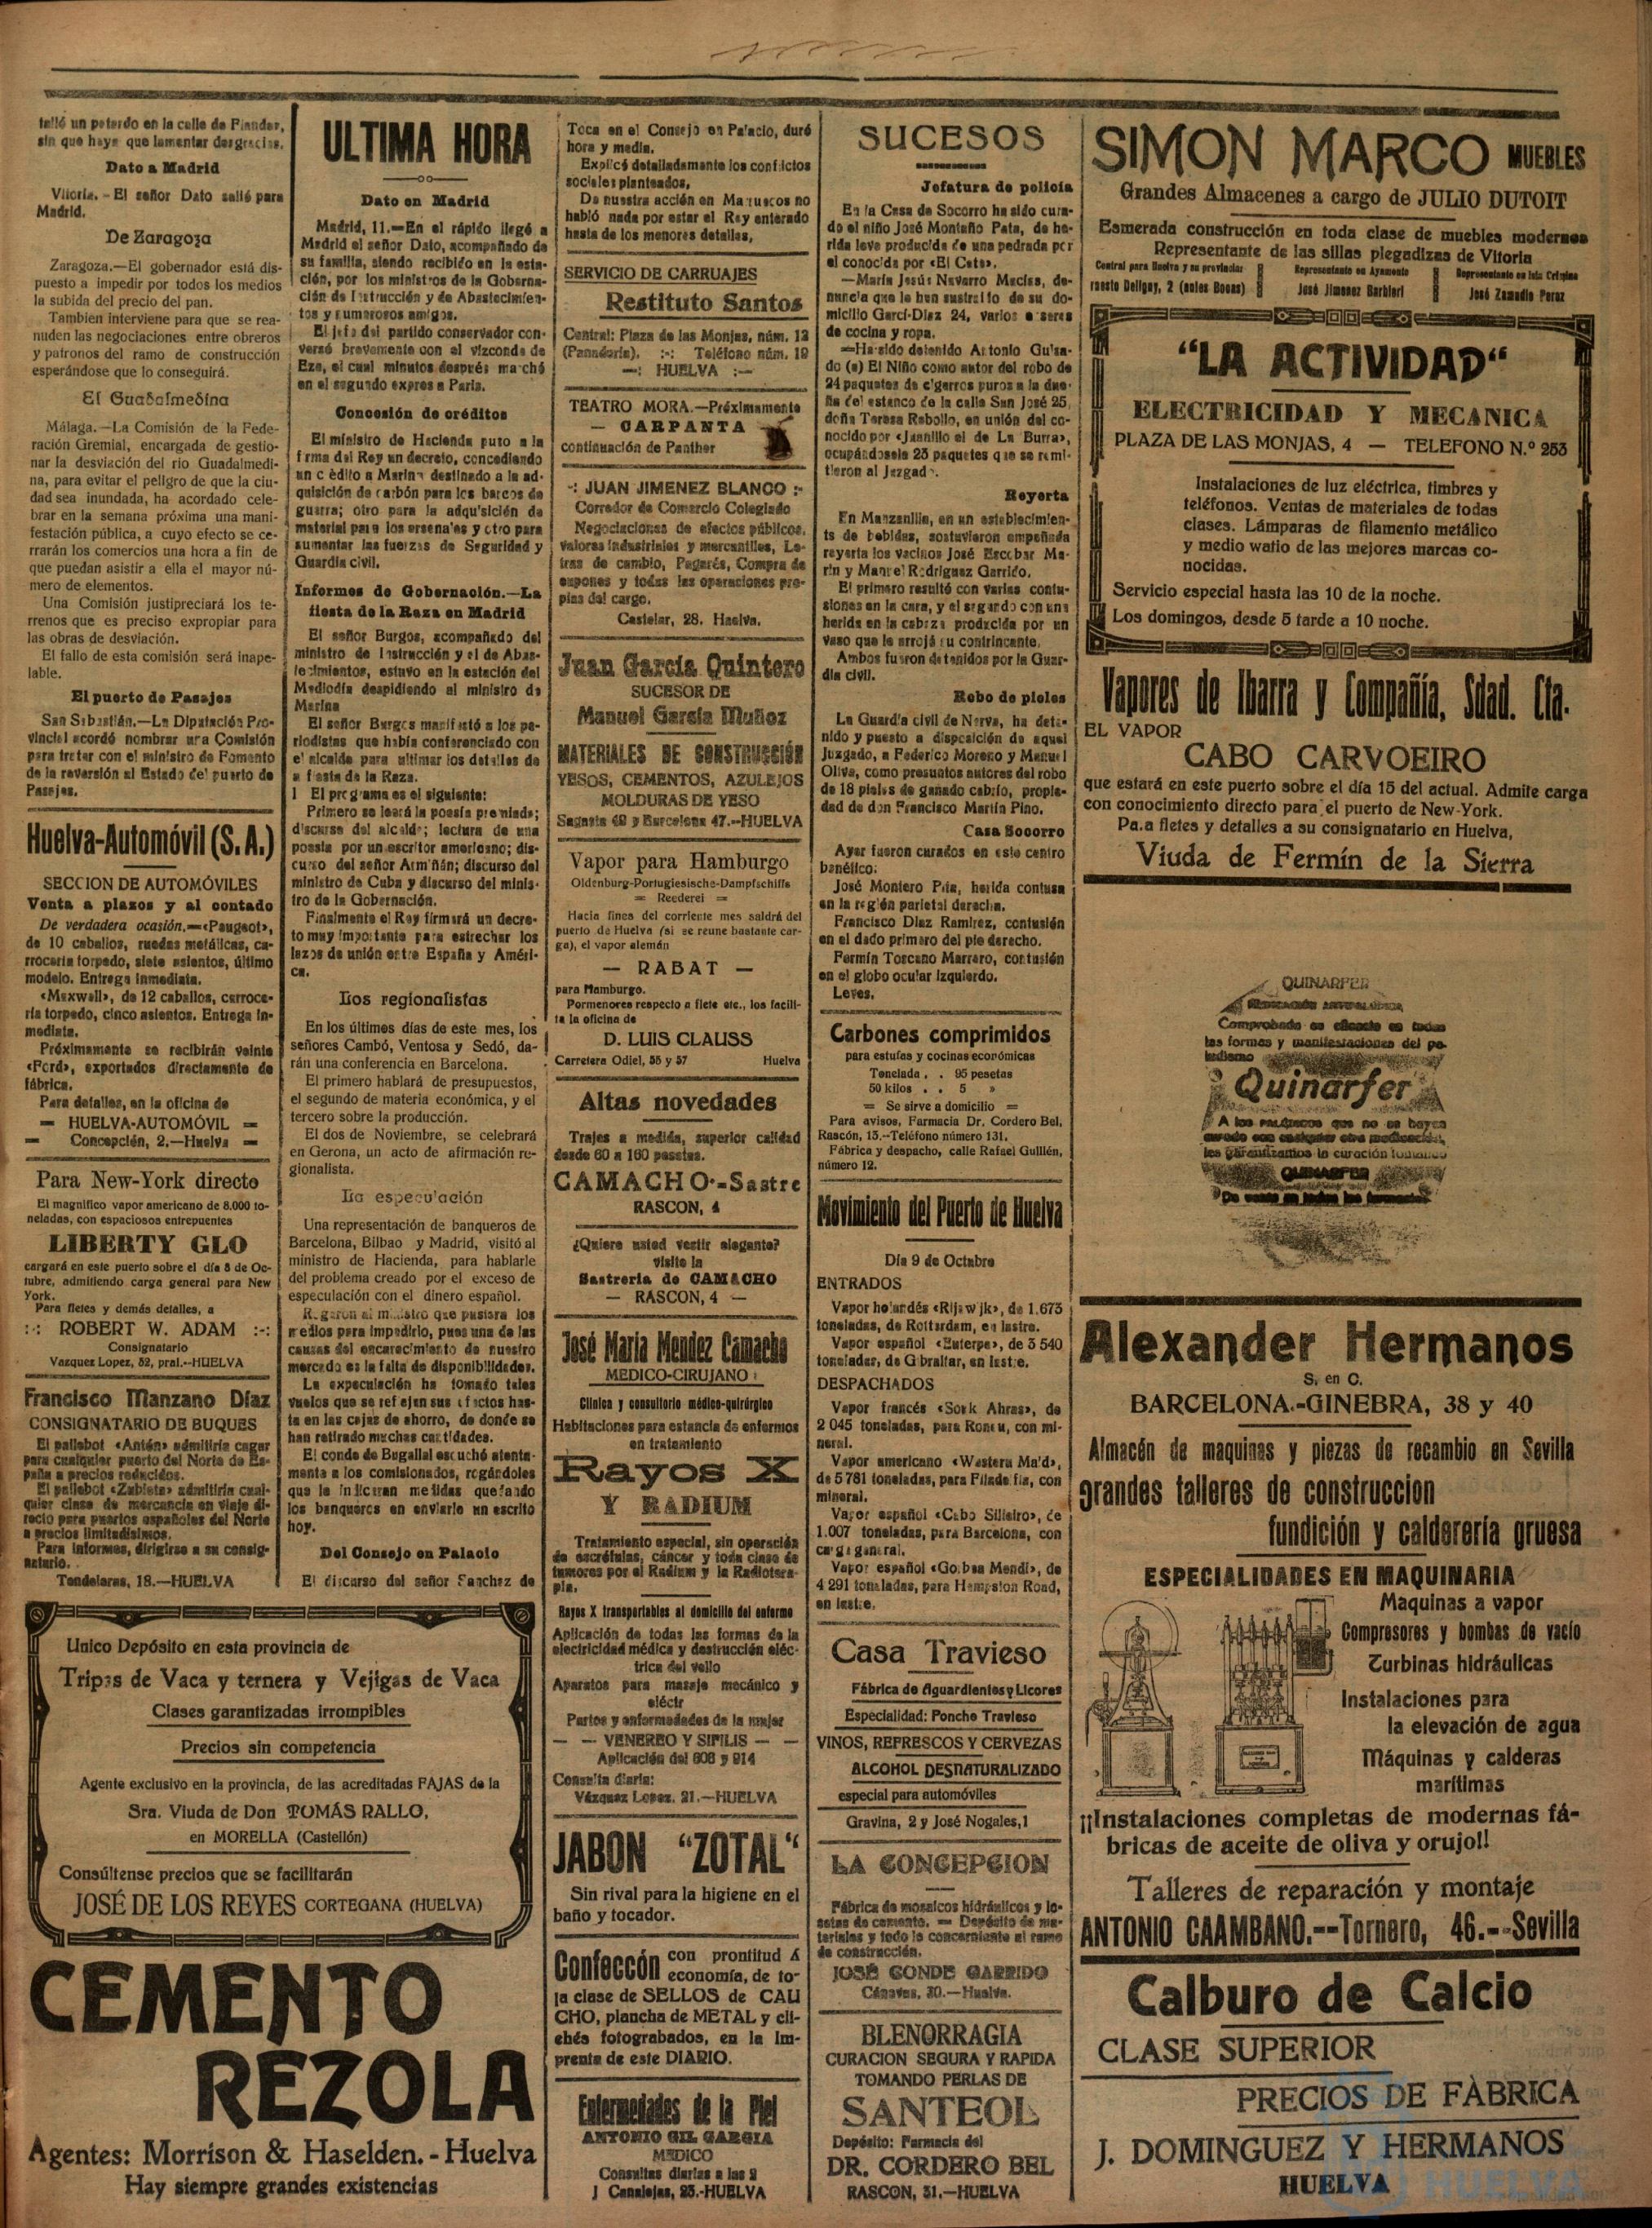 talló un petardo en la calle de Flandes,
sin que haya que lamentar desgracias.
Dato a Madrid
Vitoria.-El señor Dato salió para
Madrid.
De Zaragoza
Zaragoza.—El gobernador está dis-
puesto a impedir por todos los medios
la subida del precio del pan.
Tambien interviene para que se rea-
nuden las negociaciones entre obreros
y patronos del ramo de construcción
esperándose que lo conseguirá.
El Guadalmedina
Málaga.—La Comisión de la Fede-
ración Gremial, encargada de gestio-
nar la desviación del río Guadalmedi-
na, para evitar el peligro de que la ciu-
dad sea inundada, ha acordado cele-
brar en la semana próxima una mani-
festación pública, a cuyo efecto se ce-
rrarán los comercios una hora a fin de
que puedan asistir a ella el mayor nú-
mero de elementos.
Una Comisión justipreciará los te-
rrenos que es preciso expropiar para
las obras de desviación.
El fallo de esta comisión será inape-
lable.
El puerto de Pasajes
San Sebastián.—La Diputación Pro-
vincial acordó nombrar una Comisión
para tratar con el ministro de Fomento
de la reversión al Estado del puerto de
Pasajes.
Huelva-Automóvil (S. A.)
SECCION DE AUTOMÓVILES
Venta a plazos y al contado
De verdadera ocasión.—«Peugeot»,
de 10 caballos, ruedas metálicas, ca-
rrocería torpedo, siete asientos, último
modelo. Entrega inmediata.
«Maxwell», de 12 caballos, carroce-
ría torpedo, cinco asientos. Entrega in-
mediata.
Próximamente se recibirán veinte
«Ford», exportados directamente de
fábrica.
Para detalles, en la oficina de
— HUELVA-AUTOMÓVIL —
— Concepción, 2.—Huelva —
Para New-York directo
El magnífico vapor americano de 8.000 to-
neladas, con espaciosos entrepuentes
LIBERTY GLO
cargará en este puerto sobre el día 8 de Oc-
tubre, admitiendo carga general para New
York.
Para fletes y demás detalles, a
:-: ROBERT W. ADAM :-:
Consignatario
Vazquez Lopez, 32, pral.--HUELVA
Francisco Manzano Díaz
CONSIGNATARIO DE BUQUES
El pailebot «Antón» admitiría cagar
para cualquier puerto del Norte de Es-
paña a precios reducidos.
El pailebot «Zubieta» admitiría cual-
quier clase de mercancía en viaje di-
recto para puertos españoles del Norte
a precios limitadísimos.
Para informes, dirigirse a su consig-
natario.
Tendaleras, 18.—HUELVA
Unico Depósito en esta provincia de
Tripas de Vaca y ternera y Vejigas de Vaca
Clases garantizadas irrompibles
Precios sin competencia
Agente exclusivo en la provincia, de las acreditadas FAJAS de la
Sra. Viuda de Don TOMÁS RALLO,
en MORELLA (Castellón)
Consúltense precios que se facilitarán
JOSÉ DE LOS REYES CORTEGANA (HUELVA)
CEMENTO
REZOLA
Agentes: Morrison & Haselden. - Huelva
Hay siempre grandes existencias
ULTIMA HORA
Dato en Madrid
Madrid, 11.—En el rápido llegó a
Madrid el señor Dato, acompañado de
su familia, siendo recibido en la esta-
ción, por los ministros de la Goberna-
ción de Instrucción y de Abastecimien-
tos y numerosos amigos.
El jefe del partido conservador con-
versó brevemente con el vizconde de
Eza, el cual minutos después marchó
en el segundo expres a Paris.
Concesión de créditos
El ministro de Hacienda puso a la
firma del Rey un decreto, concediendo
un crédito a Marina destinado a la ad-
quisición de carbón para los barcos de
guerra; otro para la adquisición de
material para los arsenales y otro para
aumentar las fuerzas de Seguridad y
Guardia civil.
Informes de Gobernación.—La
fiesta de la Raza en Madrid
El señor Burgos, acompañado del
ministro de Instrucción y el de Abas-
tecimientos, estuvo en la estación del
Mediodía despidiendo al ministro de
Marina
El señor Burgos manifestó a los pe-
riodistas que había conferenciado con
el alcalde para ultimar los detalles de
a fiesta de la Raza.
El programa es el siguiente:
Primero se leerá la poesía premiada;
discurso del alcalde; lectura de una
poesía por un escritor americano; dis-
curso del señor Armiñán; discurso del
ministro de Cuba y discurso del minis-
tro de la Gobernación.
Finalmente el Rey firmará un decre-
to muy importante para estrechar los
lazos de unión entre España y Améri-
ca.
Los regionalistas
En los últimos días de este mes, los
señores Cambó, Ventosa y Sedó, da-
rán una conferencia en Barcelona.
El primero hablará de presupuestos,
el segundo de materia económica, y el
tercero sobre la producción.
El dos de Noviembre, se celebrará
en Gerona, un acto de afirmación re-
gionalista.
La especulación
Una representación de banqueros de
Barcelona, Bilbao y Madrid, visitó al
ministro de Hacienda, para hablarle
del problema creado por el exceso de
especulación con el dinero español.
Rogaron al ministro que pusiera los
medios para impedirlo, pues una de las
causas del encarecimiento de nuestro
mercado es la falta de disponibilidades.
La expeculación ha tomado tales
vuelos que se reflejan sus efectos has-
ta en las cajas de ahorro, de donde se
han retirado muchas cantidades.
El conde de Bugallal escuchó atenta-
mente a los comisionados, rogándoles
que le indicaran medidas quedando
los banqueros en enviarle un escrito
hoy.
Del Consejo en Palacio
El discurso del señor Sanchez de
Toca en el Consejo en Palacio, duró
hora y media.
Explicó detalladamente los conflictos
sociales planteados,
De nuestra acción en Marruecos no
habló nada por estar el Rey enterado
hasta de los menores detalles,
SERVICIO DE CARRUAJES
Restituto Santos
Central: Plaza de las Monjas, núm. 12
(Panadería). :-: Teléfono núm. 19
—: HUELVA :—
TEATRO MORA.—Próximamente
— CARPANTA
continuación de Panther
-: JUAN JIMENEZ BLANCO :-
Corredor de Comercio Colegiado
Negociaciones de efectos públicos,
valores industriales y mercantiles, Le-
tras de cambio, Pagarés, Compra de
cupones y todas las operaciones pro-
pias del cargo.
Castelar, 28. Huelva.
Juan García Quintero
SUCESOR DE
Manuel García Muñoz
MATERIALES DE CONSTRUCCIÓN
YESOS, CEMENTOS, AZULEJOS
MOLDURAS DE YESO
Sagasta 49 y Barcelona 47.--HUELVA
Vapor para Hamburgo
Oldenburg-Portugiesische-Dampfschiffs
= Reederei =
Hacia fines del corriente mes saldrá del
puerto de Huelva (si se reune bastante car-
ga), el vapor alemán
— RABAT —
para Hamburgo.
Pormenores respecto a flete etc., los facili-
ta la oficina de
D. LUIS CLAUSS
Carretera Odiel, 55 y 57 Huelva
Altas novedades
Trajes a medida, superior calidad
desde 60 a 160 pesetas.
CAMACHO-Sastre
RASCON, 4
¿Quiere usted vestir elegante?
visite la
Sastrería de CAMACHO
— RASCON, 4 —
José María Mendez Camacho
MEDICO-CIRUJANO
Clínica y consultorio médico-quirúrgico
Habitaciones para estancia de enfermos
en tratamiento
Rayos X
Y RADIUM
Tratamiento especial, sin operación
de escrófulas, cáncer y toda clase de
tumores por el Radium y la Radiotera-
pia.
Rayos X transportables al domicilio del enfermo
Aplicación de todas las formas de la
electricidad médica y destrucción eléc-
trica del vello
Aparatos para masaje mecánico y
eléctr
Partos y enfermedades de la mujer
— — VENEREO Y SIFILIS — —
Aplicación del 606 y 914
Consulta diaria:
Vázquez Lopez, 21.—HUELVA
JABON "ZOTAL"
Sin rival para la higiene en el
baño y tocador.
Confeccón con prontitud á
economía, de to-
ja clase de SELLOS de CAU
CHO, plancha de METAL y cli-
chés fotograbados, en la Im-
prenta de este DIARIO.
Enfermedades de la Piel
ANTONIO GIL GARCIA
MEDICO
Consultas diarias a las 2
J Canalejas, 23.-HUELVA
SUCESOS
Jefatura de policía
En la Casa de Socorro ha sido cura-
do el niño José Montaño Pata, de he-
rida leve producida de una pedrada por
el conocido por «El Cats».
—María Jesús Navarro Macías, de-
nuncia que le han sustraído de su do-
micilio Garci-Díaz 24, varios enseres
de cocina y ropa.
—Ha sido detenido Antonio Guisa-
do (a) El Niño como autor del robo de
24 paquetes de cigarros puros a la due-
ña del estanco de la calle San José 25,
doña Teresa Rebollo, en unión del co-
nocido por «Juanillo el de La Burra»,
ocupándosele 23 paquetes que se remi-
tieron al Juzgado.
Reyerta
En Manzanilla, en un establecimien-
to de bebidas, sostuvieron empeñada
reyerta los vecinos José Escobar Ma-
rin y Manuel Rodríguez Garrido.
El primero resultó con varias contu-
siones en la cara, y el segundo con una
herida en la cabeza producida por un
vaso que le arrojó su contrincante.
Ambos fueron detenidos por la Guar-
dia civil.
Robo de pieles
La Guardia civil de Nerva, ha dete-
nido y puesto a disposición de aquel
Juzgado, a Federico Moreno y Manuel
Oliva, como presuntos autores del robo
de 18 pieles de ganado cabrío, propie-
dad de don Francisco Martín Pino.
Casa Socorro
Ayer fueron curados en este centro
benéfico:
José Montero Pría, herida contusa
en la región parietal derecha.
Francisco Díaz Ramirez, contusión
en el dedo primero del pie derecho.
Fermín Toscano Marrero, contusión
en el globo ocular izquierdo.
Leves.
Carbones comprimidos
para estufas y cocinas económicas
Tonelada . . 95 pesetas
50 kilos . . 5 »
= Se sirve a domicilio =
Para avisos, Farmacia Dr. Cordero Bel,
Rascón, 13.--Teléfono número 131.
Fábrica y despacho, calle Rafael Guillén,
número 12.
Movimiento del Puerto de Huelva
Día 9 de Octubre
ENTRADOS
Vapor holandés «Rijswijk», de 1.673
toneladas, de Rotterdam, en lastre.
Vapor español «Euterpe», de 3 540
toneladas, de Gibraltar, en lastre.
DESPACHADOS
Vapor francés «Souk Ahras», de
2 045 toneladas, para Roneu, con mi-
neral.
Vapor americano «Western Ma'd»,
de 5 781 toneladas, para Filadelfia, con
mineral.
Vapor español «Cabo Silleiro», de
1.007 toneladas, para Barcelona, con
carga general.
Vapor español «Gorbea Mendi», de
4 291 toneladas, para Hampston Road,
en lastre.
Casa Travieso
Fábrica de Aguardientes y Licores
Especialidad: Ponche Travieso
VINOS, REFRESCOS Y CERVEZAS
ALCOHOL DESNATURALIZADO
especial para automóviles
Gravina, 2 y José Nogales, 1
LA CONCEPCION
Fábrica de mosaicos hidráulicos y lo-
setas de cemento. — Depósito de ma-
teriales y todo lo concerniente al ramo
de construcción.
JOSÉ CONDE GARRIDO
Cánovas, 30.—Huelva.
BLENORRAGIA
CURACION SEGURA Y RAPIDA
TOMANDO PERLAS DE
SANTEOL
Depósito: Farmacia del
DR. CORDERO BEL
RASCON, 31.—HUELVA
SIMON MARCO MUEBLES
Grandes Almacenes a cargo de JULIO DUTOIT
Esmerada construcción en toda clase de muebles modernos
Representante de las sillas plegadizas de Vitoria
Central para Huelva y su provincia:
rnesto Deligay, 2 (antes Bocas)
Representante en Ayamonte
José Jimenez Barbieri
Representante en Isla Cristina
José Zamudio Perez
"LA ACTIVIDAD"
ELECTRICIDAD Y MECANICA
PLAZA DE LAS MONJAS, 4 — TELEFONO N.º 253
Instalaciones de luz eléctrica, timbres y
teléfonos. Ventas de materiales de todas
clases. Lámparas de filamento metálico
y medio watio de las mejores marcas co-
nocidas.
Servicio especial hasta las 10 de la noche.
Los domingos, desde 5 tarde a 10 noche.
Vapores de Ibarra y Compañía, Sdad. Cta.
EL VAPOR
CABO CARVOEIRO
que estará en este puerto sobre el día 15 del actual. Admite carga
con conocimiento directo para el puerto de New-York.
Pa.a fletes y detalles a su consignatario en Huelva,
Viuda de Fermín de la Sierra
QUINARFER
MEDICACIÓN ANTIPALÚDICA
Comprobado su eficacia en todas
las formas y manifestaciones del pa-
ludismo
Quinarfer
A los PALÚDICOS que no se hayan
curado con cualquier otra medicación,
les garantizamos la curación tomando
QUINARFER
De venta en todas las farmacias.
Alexander Hermanos
S. en C.
BARCELONA.-GINEBRA, 38 y 40
Almacén de maquinas y piezas de recambio en Sevilla
grandes talleres de construccion
fundición y calderería gruesa
ESPECIALIDADES EN MAQUINARIA
Maquinas a vapor
Compresores y bombas de vacío
Turbinas hidráulicas
Instalaciones para
la elevación de agua
Máquinas y calderas
marítimas
¡¡Instalaciones completas de modernas fá-
bricas de aceite de oliva y orujo!!
Talleres de reparación y montaje
ANTONIO CAAMBANO.--Tornero, 46.--Sevilla
Calburo de Calcio
CLASE SUPERIOR
PRECIOS DE FÀBRICA
J. DOMINGUEZ Y HERMANOS
HUELVA
HUELVA